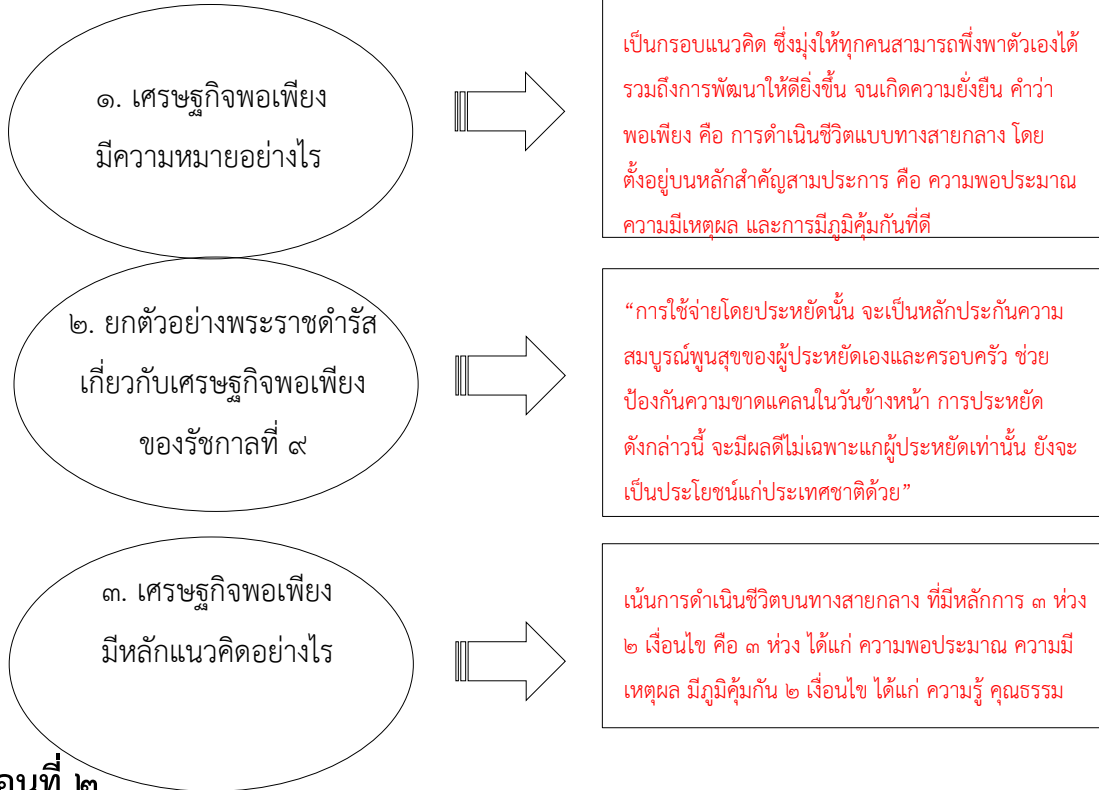 ๑. เศรษฐกิจพอเพียง
มีความหมายอย่างไร
เป็นกรอบแนวคิด ซึ่งมุ่งให้ทุกคนสามารถพึ่งพาตัวเองได้
รวมถึงการพัฒนาให้ดียิ่งขึ้น จนเกิดความยั่งยืน คำว่า
พอเพียง คือ การดำเนินชีวิตแบบทางสายกลาง โดย
ตั้งอยู่บนหลักสำคัญสามประการ คือ ความพอประมาณ
ความมีเหตุผล และการมีภูมิคุ้มกันที่ดี
๒. ยกตัวอย่างพระราชดำรัส
เกี่ยวกับเศรษฐกิจพอเพียง
ของรัชกาลที่ ๙
“การใช้จ่ายโดยประหยัดนั้น จะเป็นหลักประกันความ
สมบูรณ์พูนสุขของผู้ประหยัดเองและครอบครัว ช่วย
ป้องกันความขาดแคลนในวันข้างหน้า การประหยัด
ดังกล่าวนี้ จะมีผลดีไม่เฉพาะแกผู้ประหยัดเท่านั้น ยังจะ
เป็นประโยชน์แก่ประเทศชาติด้วย”
๓. เศรษฐกิจพอเพียง
มีหลักแนวคิดอย่างไร
เน้นการดำเนินชีวิตบนทางสายกลาง ที่มีหลักการ ๓ ห่วง
๒ เงื่อนไข คือ ๓ ห่วง ได้แก่ ความพอประมาณ ความมี
เหตุผล มีภูมิคุ้มกัน ๒ เงื่อนไข ได้แก่ ความรู้ คุณธรรม
อนที่ ๒